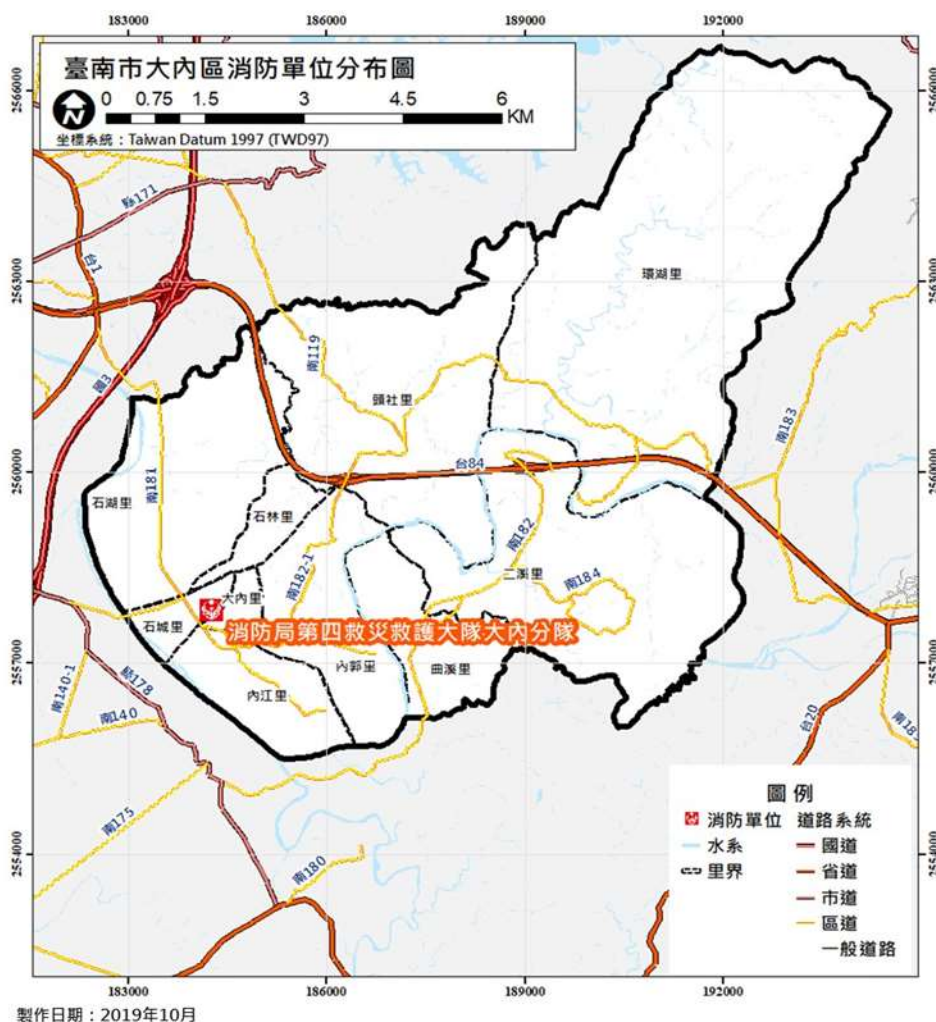 183000 186000 189000 192000
臺南市大內區消防單位分布圖
N
0 0.75 1.5 3 4.5 6
KM
坐標系統：Taiwan Datum 1997 (TWD97)
2566000
2566000
縣171
台1
2563000
2563000
環湖里
國3
南119
頭社里
南183
南181
台84
2560000
2560000
石湖里
石林里
南182
南182-1
二溪里
南184
大內里
石城里
消防局第四救災救護大隊大內分隊
2557000
2557000
內郭里
曲溪里
內江里
南140-1
縣178
南140
台20
南175
南180
圖例
消防單位
水系
里界
道路系統
國道
省道
市道
區道
一般道路
2554000
2554000
183000 186000 189000 192000
製作日期：2019年10月